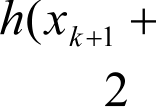 h(x_{k+1} +
2